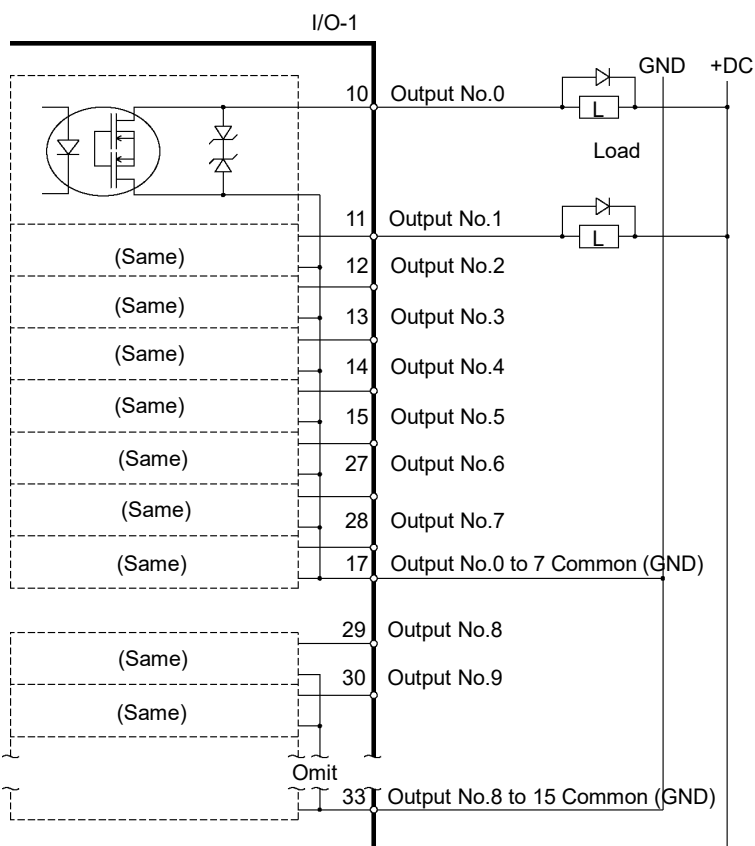 I/O-1
GND +DC
10 Output No.0
L
Load
11 Output No.1
L
(Same)
12 Output No.2
(Same)
13 Output No.3
(Same)
14 Output No.4
(Same)
15 Output No.5
(Same)
27 Output No.6
(Same)
28 Output No.7
(Same)
17 Output No.0 to 7 Common (GND)
29 Output No.8
(Same)
30 Output No.9
(Same)
Omit
33 Output No.8 to 15 Common (GND)